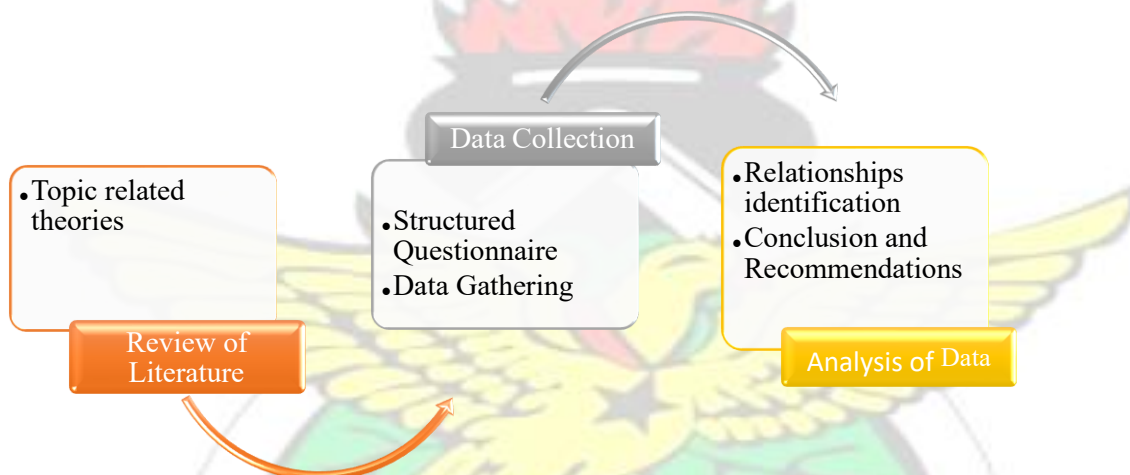 • Topic related
theories
Review of
Literature
Data Collection
• Structured
Questionnaire
• Data Gathering
• Relationships
identification
• Conclusion and
Recommendations
Analysis of Data